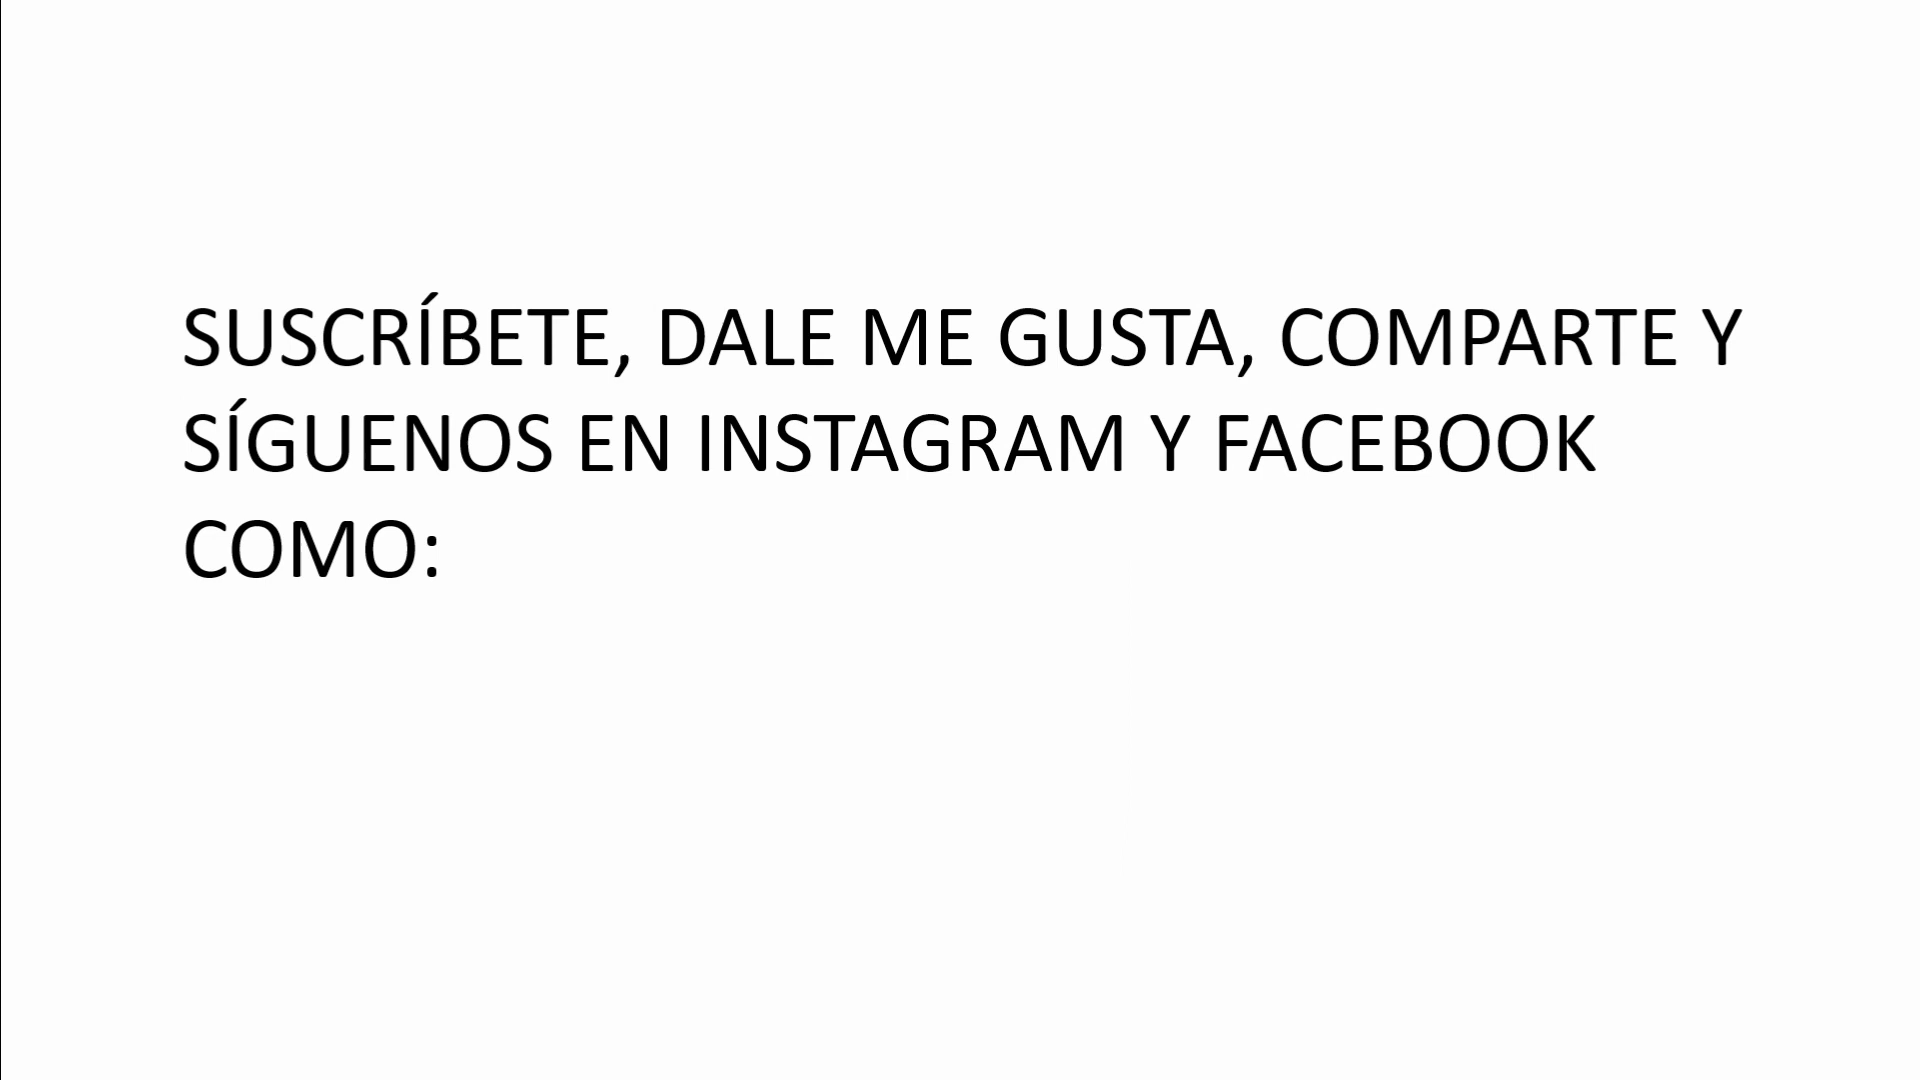 SUSCRÍBETE, DALE ME GUSTA, COMPARTE Y
SÍGUENOS EN INSTAGRAM Y FACEBOOK
COMO: